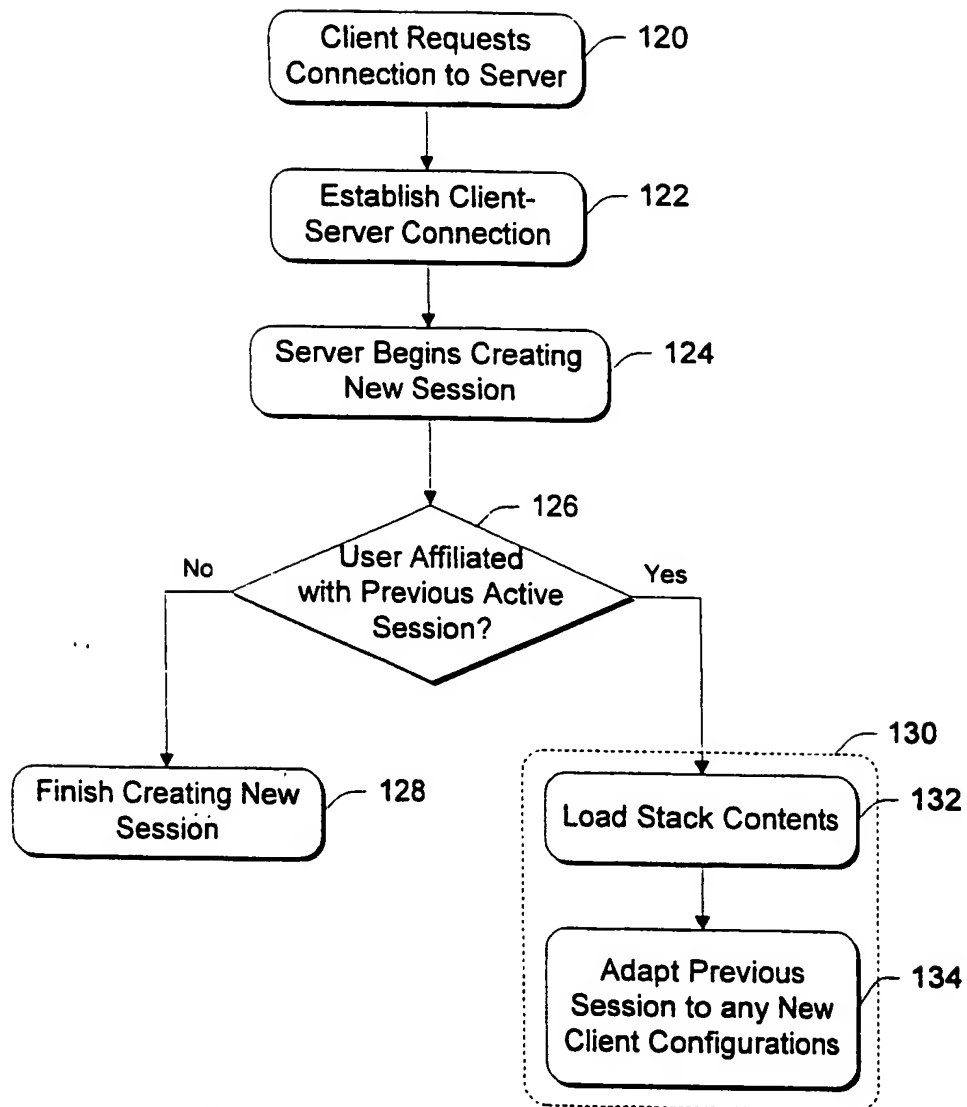 Client Requests
Connection to Server
120
Establish Client-
Server Connection
122
Server Begins Creating
New Session
124
126
User Affiliated
with Previous Active
Session?
No
Yes
Finish Creating New
Session
128
130
Load Stack Contents
132
Adapt Previous
Session to any New
Client Configurations
134